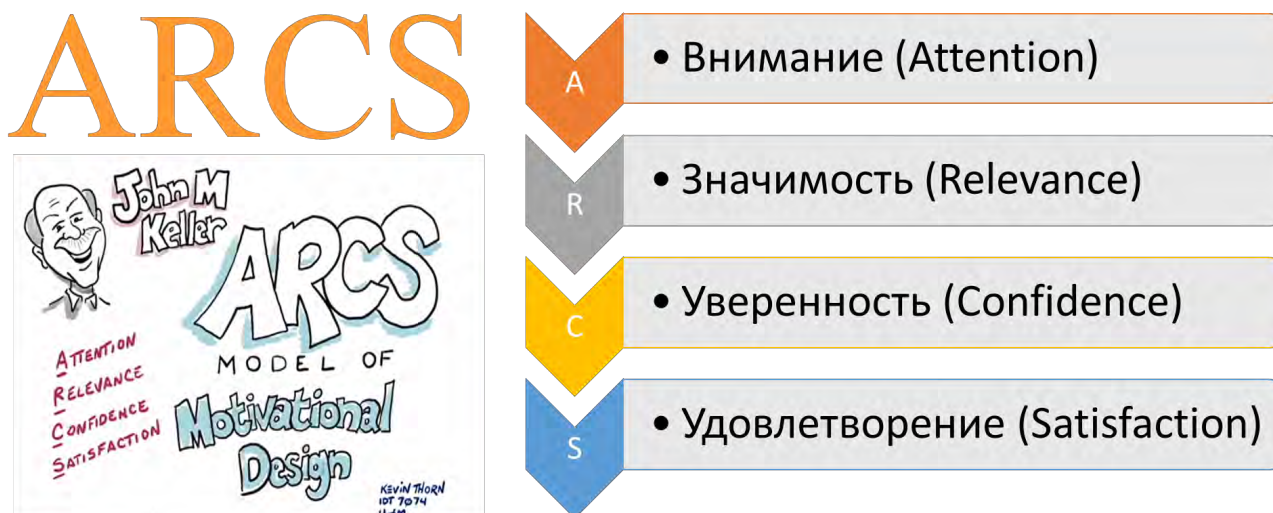 ARCS
John M
Keller
ARCS
MODEL OF
Motivational
Design
ATTENTION
RELEVANCE
CONFIDENCE
SATISFACTION
KEVIN THORN
IDT 7074
A
• Внимание (Attention)
R
• Значимость (Relevance)
C
• Уверенность (Confidence)
S
• Удовлетворение (Satisfaction)